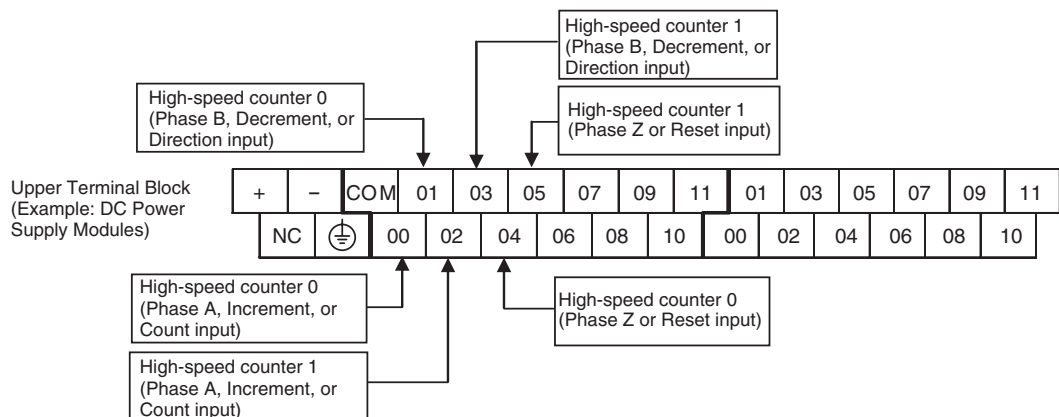 High-speed counter 1
(Phase B, Decrement, or
Direction input)
High-speed counter 0
(Phase B, Decrement, or
Direction input)
High-speed counter 1
(Phase Z or Reset input)
Upper Terminal Block
(Example: DC Power
Supply Modules)
+ − COM 01 03 05 07 09 11 01 03 05 07 09 11
NC 00 02 04 06 08 10 00 02 04 06 08 10
High-speed counter 0
(Phase A, Increment, or
Count input)
High-speed counter 0
(Phase Z or Reset input)
High-speed counter 1
(Phase A, Increment, or
Count input)